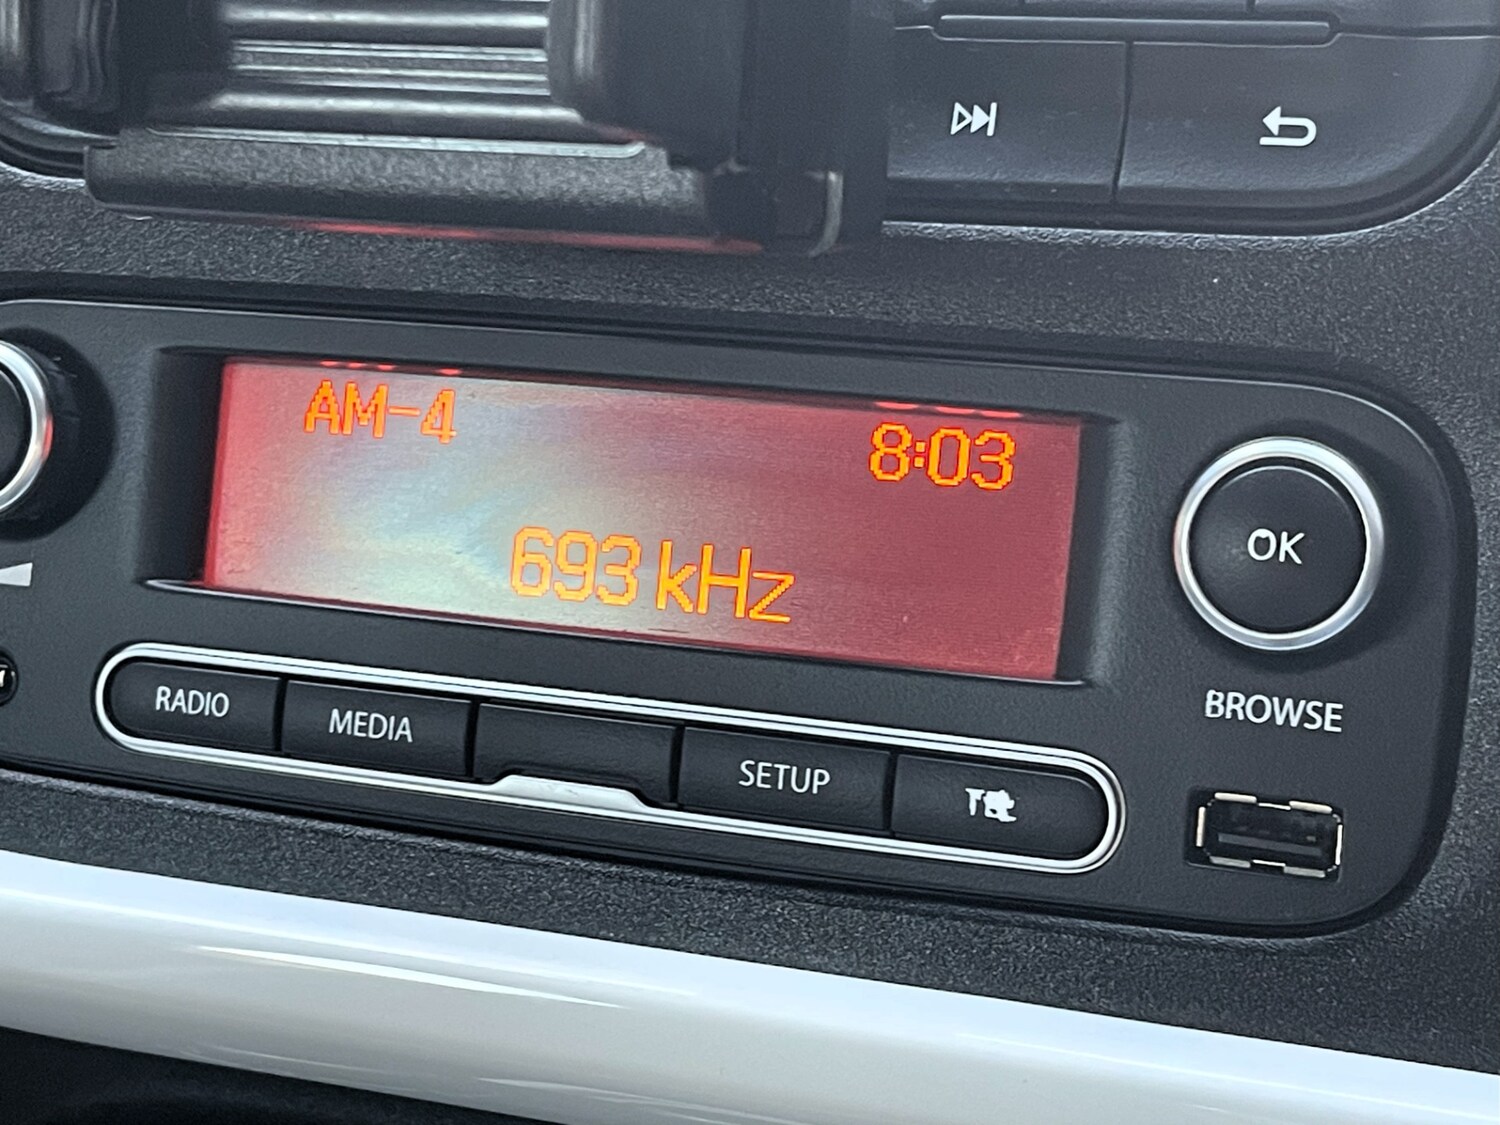 AM-4
8:03
693 kHz
OK
BROWSE
RADIO
MEDIA
SETUP